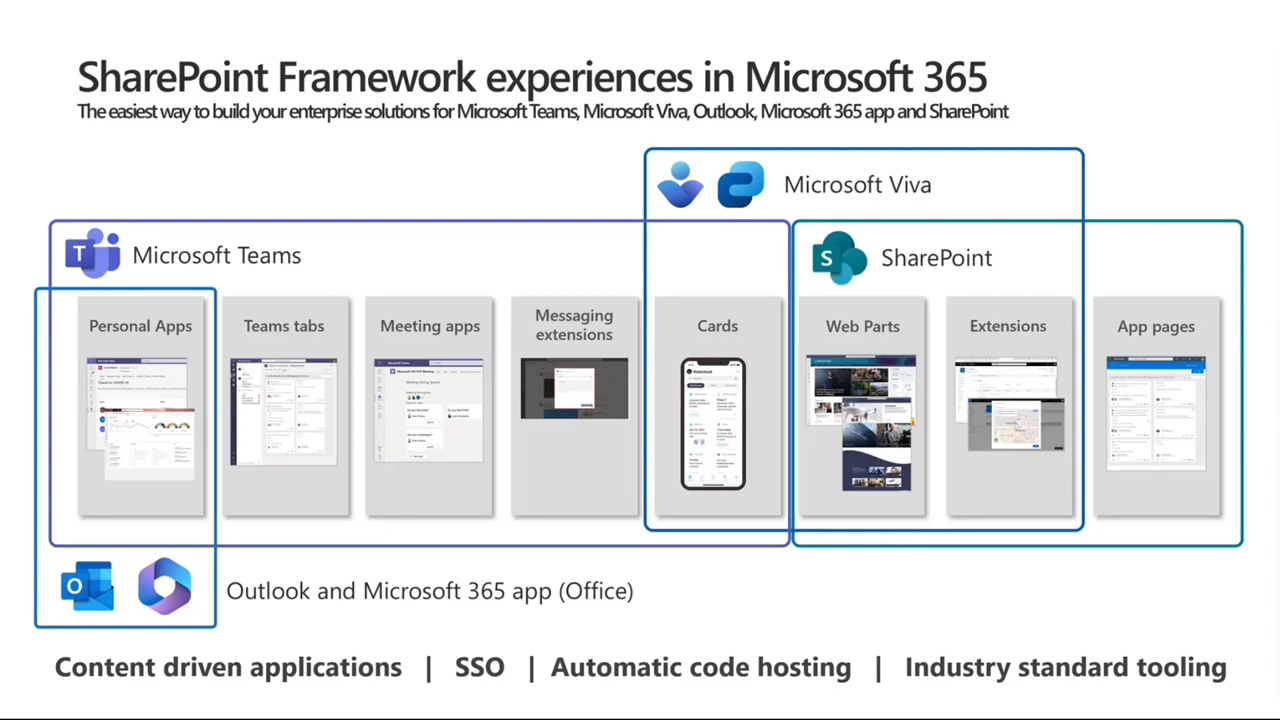 SharePoint Framework experiences in Microsoft 365
The easiest way to build your enterprise solutions for Microsoft Teams, Microsoft Viva, Outlook, Microsoft 365 app and SharePoint
Microsoft Viva
T
Microsoft Teams
S
SharePoint
Personal Apps
Teams tabs
Meeting apps
Messaging
extensions
Cards
Web Parts
Extensions
App pages
O
Outlook and Microsoft 365 app (Office)
Content driven applications | SSO | Automatic code hosting | Industry standard tooling